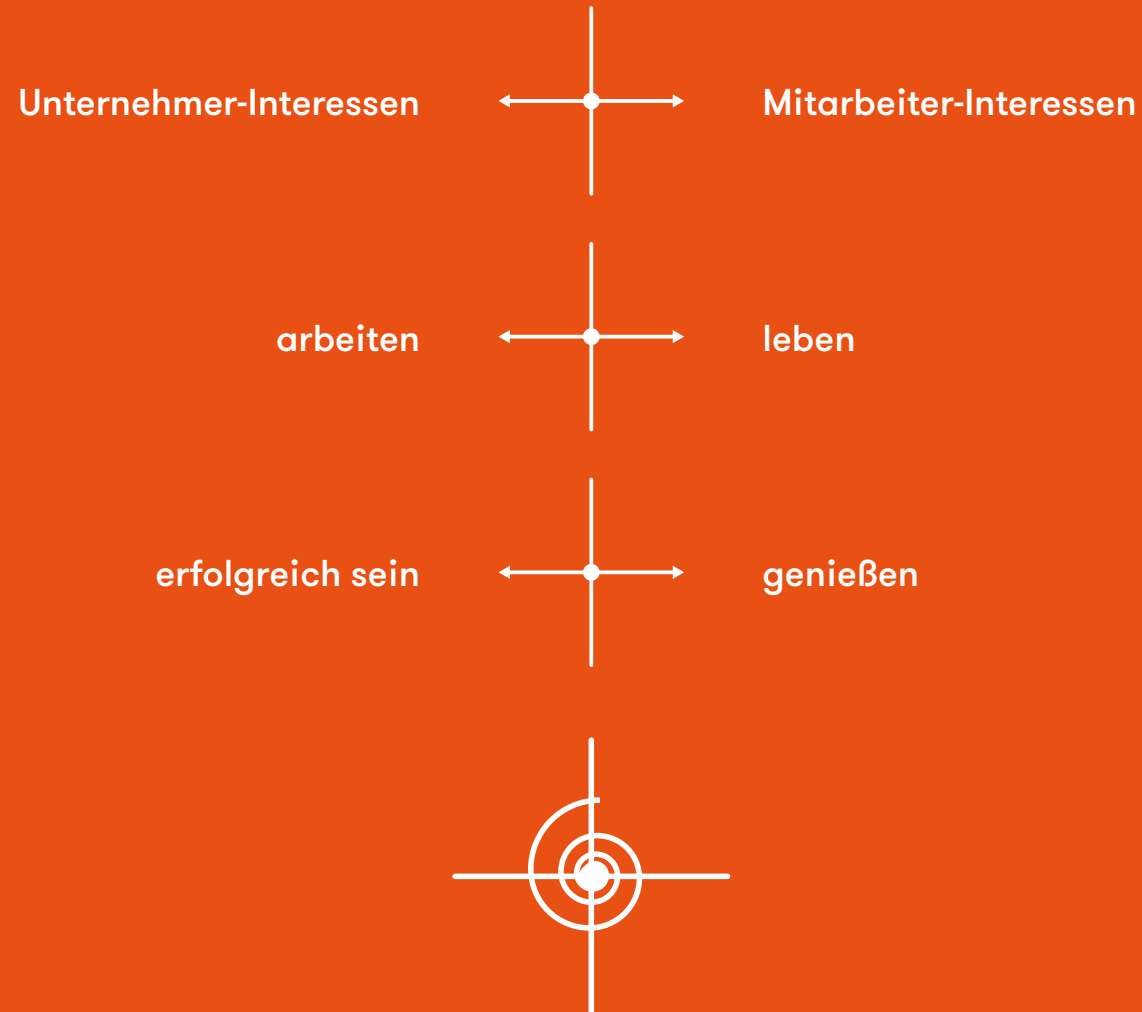 Unternehmer-Interessen Mitarbeiter-Interessen
arbeiten leben
erfolgreich sein genießen